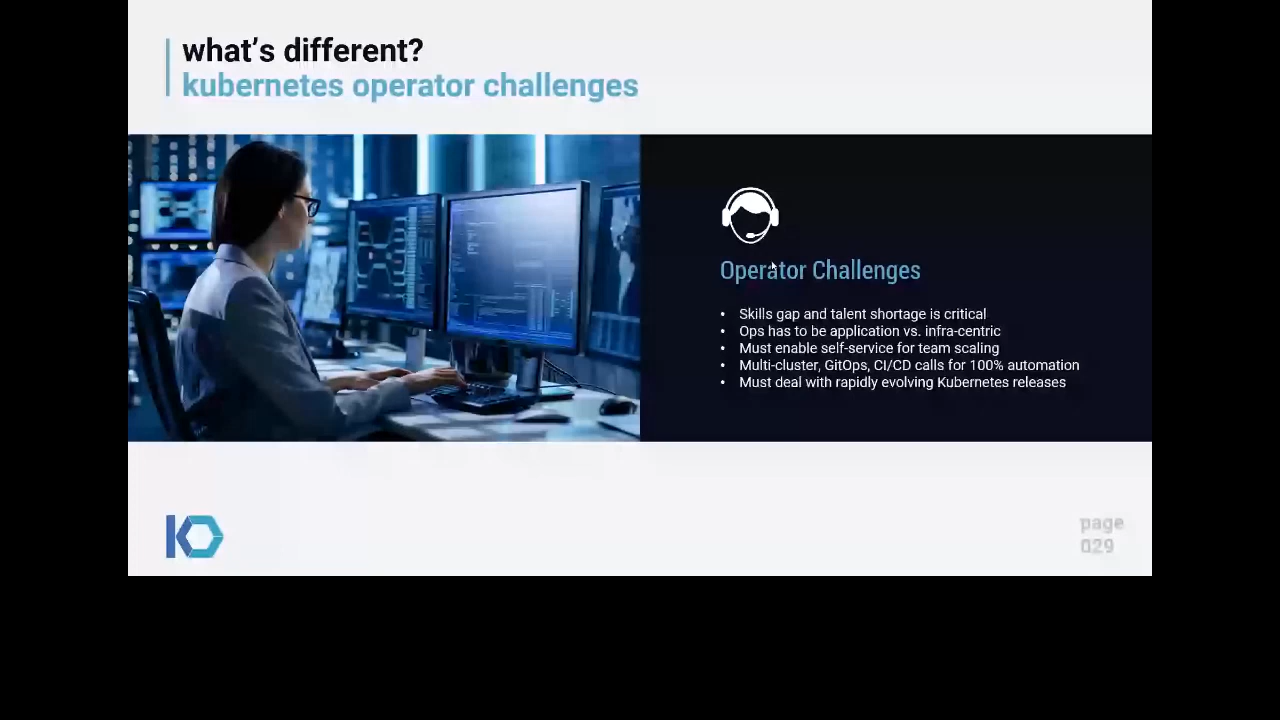 what's different?
kubernetes operator challenges
Operator Challenges
• Skills gap and talent shortage is critical
• Ops has to be application vs. infra-centric
• Must enable self-service for team scaling
• Multi-cluster, GitOps, CI/CD calls for 100% automation
• Must deal with rapidly evolving Kubernetes releases
page
029